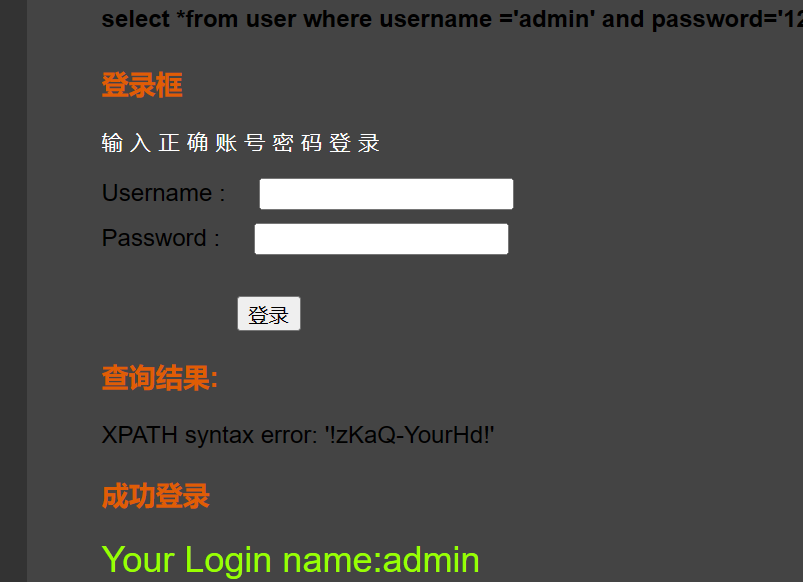 select *from user where username ='admin' and password='12
登录框
输入正确账号密码登录
Username :
Password :
登录
查询结果:
XPATH syntax error: '!zKaQ-YourHd!'
成功登录
Your Login name:admin